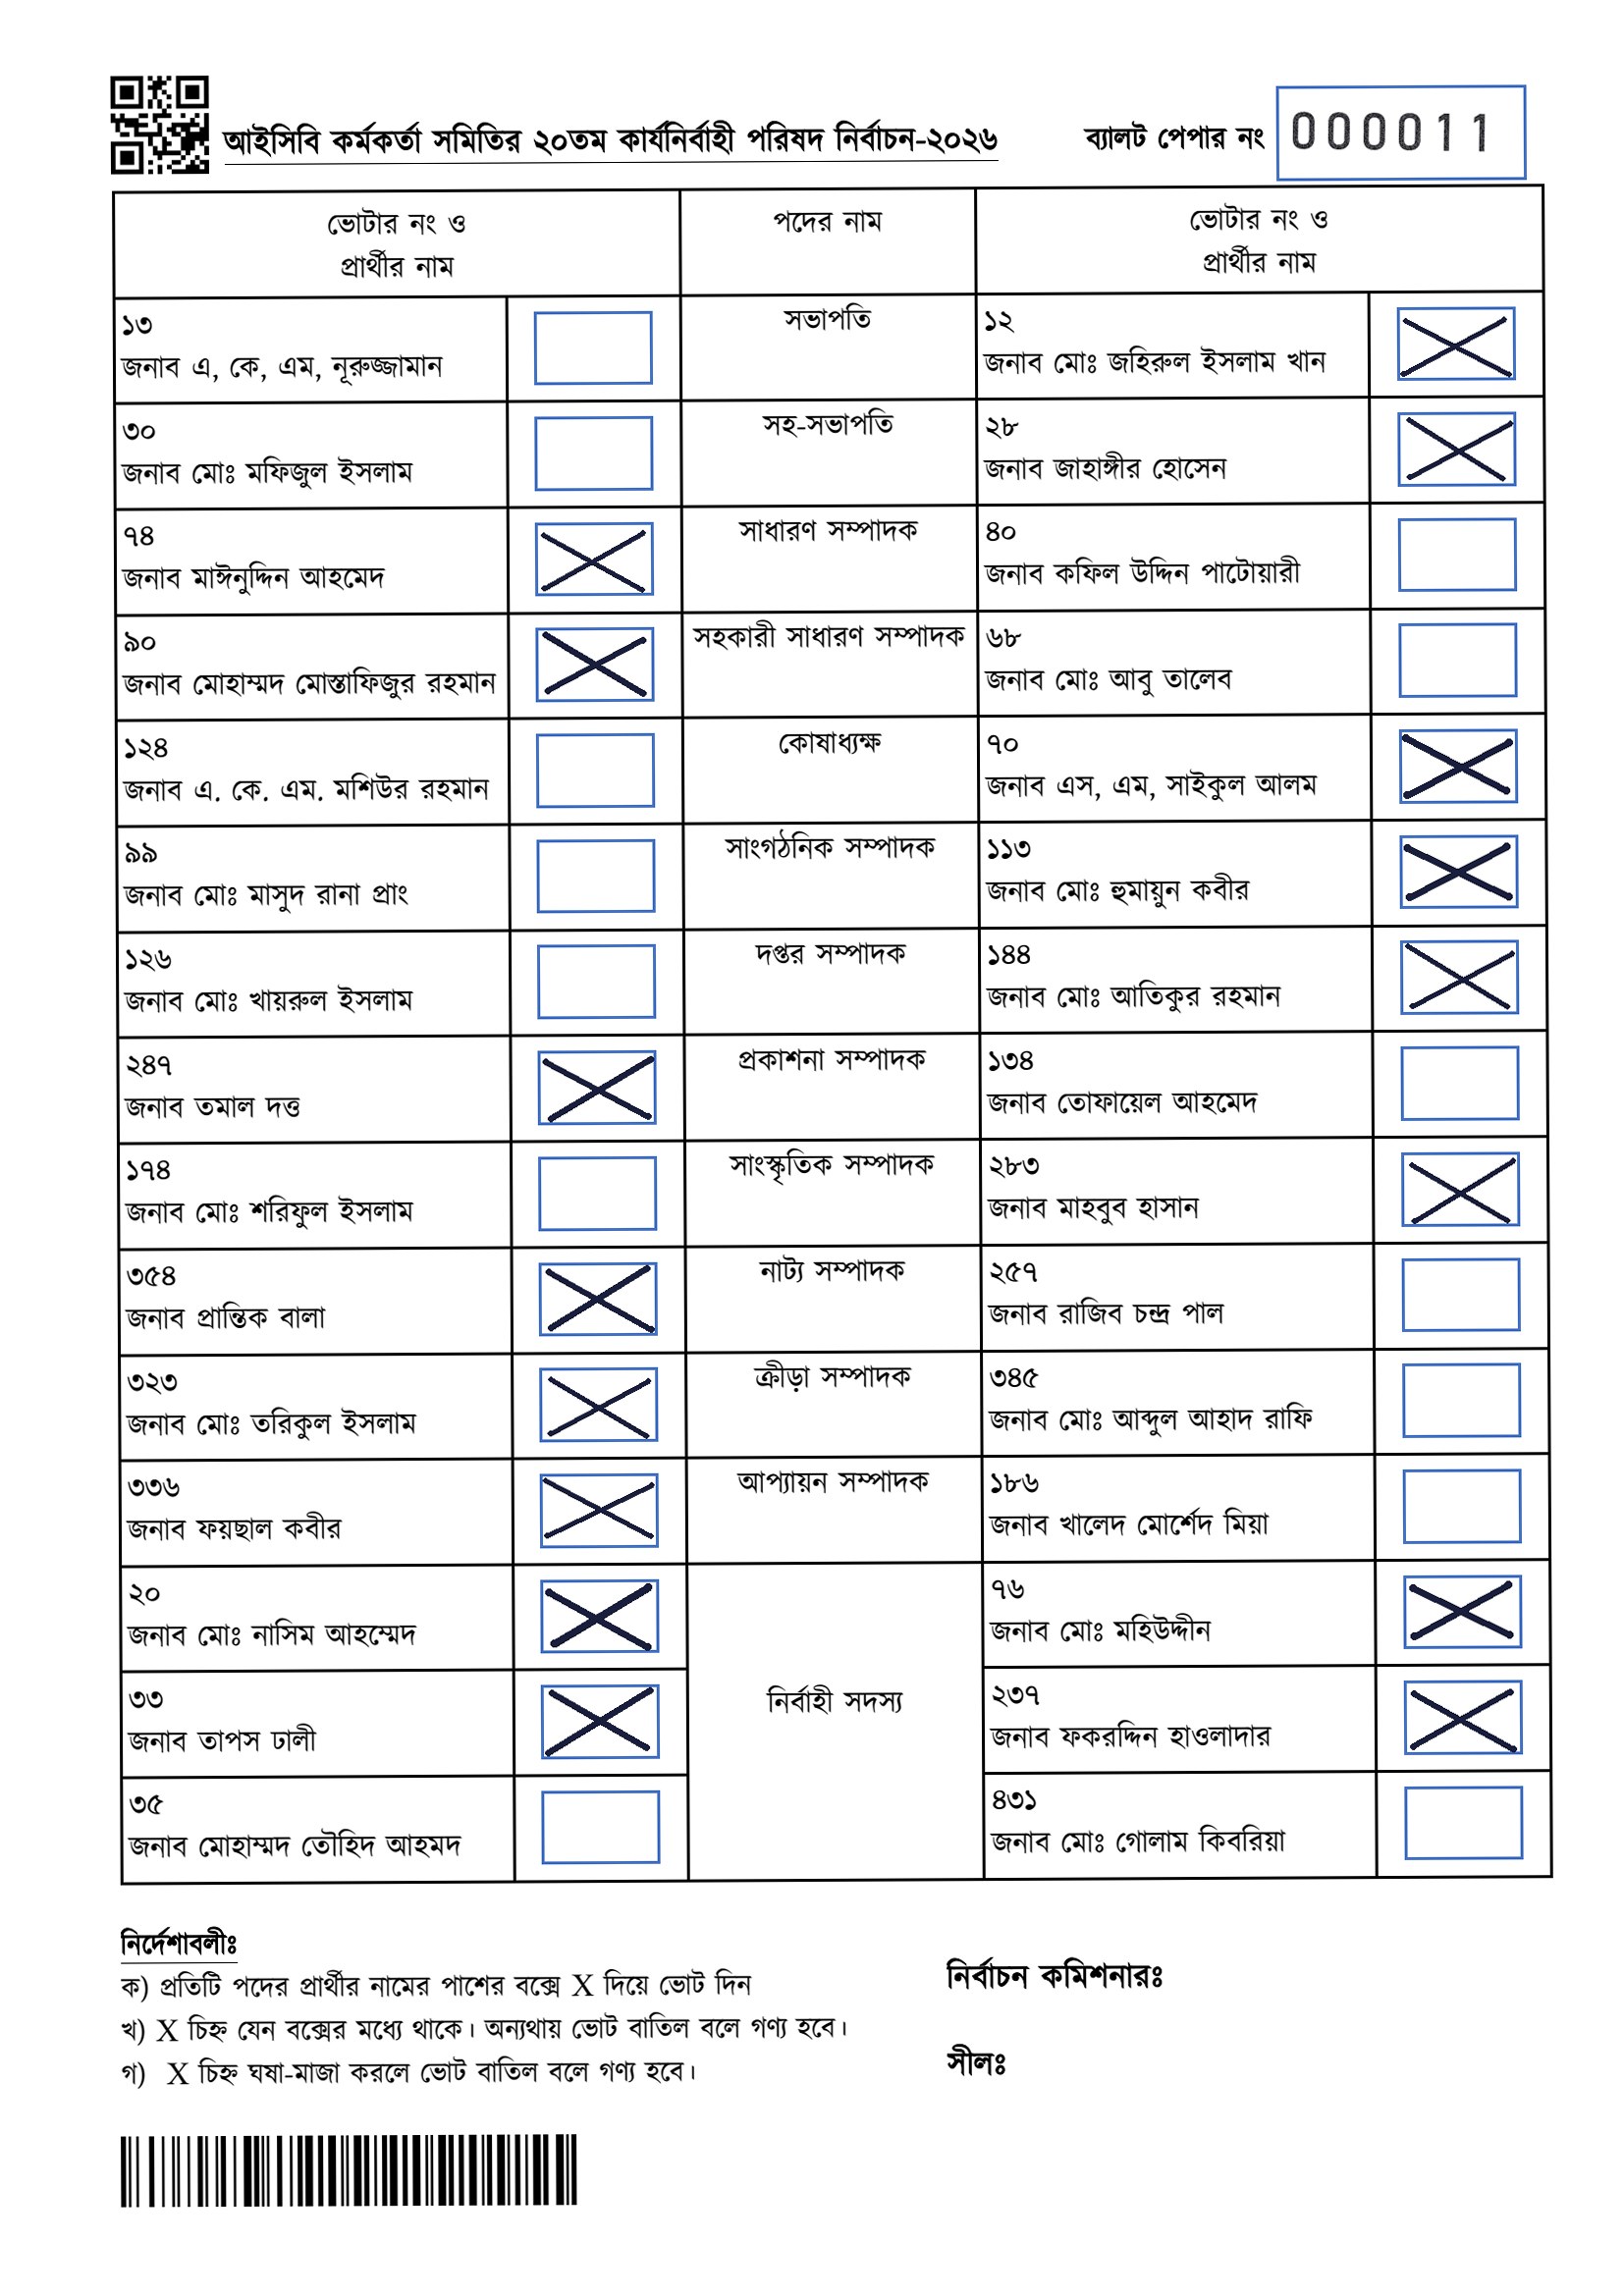 আইসিবি কর্মকর্তা সমিতির ২০তম কার্যনির্বাহী পরিষদ নির্বাচন-২০২৬ ব্যালট পেপার নং 000011
ভোটার নং ও
প্রার্থীর নাম
পদের নাম
ভোটার নং ও
প্রার্থীর নাম
১৩
জনাব এ, কে, এম, নূরুজ্জামান
সভাপতি
১২
জনাব মোঃ জহিরুল ইসলাম খান
৩০
জনাব মোঃ মফিজুল ইসলাম
সহ-সভাপতি
২৮
জনাব জাহাঙ্গীর হোসেন
৭৪
জনাব মাঈনুদ্দিন আহমেদ
সাধারণ সম্পাদক
৪০
জনাব কফিল উদ্দিন পাটোয়ারী
৯০
জনাব মোহাম্মদ মোস্তাফিজুর রহমান
সহকারী সাধারণ সম্পাদক
৬৮
জনাব মোঃ আবু তালেব
১২৪
জনাব এ. কে. এম. মশিউর রহমান
কোষাধ্যক্ষ
৭০
জনাব এস, এম, সাইকুল আলম
৯৯
জনাব মোঃ মাসুদ রানা প্রাং
সাংগঠনিক সম্পাদক
১১৩
জনাব মোঃ হুমায়ুন কবীর
১২৬
জনাব মোঃ খায়রুল ইসলাম
দপ্তর সম্পাদক
১৪৪
জনাব মোঃ আতিকুর রহমান
২৪৭
জনাব তমাল দত্ত
প্রকাশনা সম্পাদক
১৩৪
জনাব তোফায়েল আহমেদ
১৭৪
জনাব মোঃ শরিফুল ইসলাম
সাংস্কৃতিক সম্পাদক
২৮৩
জনাব মাহবুব হাসান
৩৫৪
জনাব প্রান্তিক বালা
নাট্য সম্পাদক
২৫৭
জনাব রাজিব চন্দ্র পাল
৩২৩
জনাব মোঃ তরিকুল ইসলাম
ক্রীড়া সম্পাদক
৩৪৫
জনাব মোঃ আব্দুল আহাদ রাফি
৩৩৬
জনাব ফয়ছাল কবীর
আপ্যায়ন সম্পাদক
১৮৬
জনাব খালেদ মোর্শেদ মিয়া
২০
জনাব মোঃ নাসিম আহম্মেদ
৭৬
জনাব মোঃ মহিউদ্দীন
৩৩
জনাব তাপস ঢালী
নির্বাহী সদস্য
২৩৭
জনাব ফকরদ্দিন হাওলাদার
৩৫
জনাব মোহাম্মদ তৌহিদ আহমদ
৪৩১
জনাব মোঃ গোলাম কিবরিয়া
নির্দেশাবলীঃ
ক) প্রতিটি পদের প্রার্থীর নামের পাশের বক্সে X দিয়ে ভোট দিন
খ) X চিহ্ন যেন বক্সের মধ্যে থাকে। অন্যথায় ভোট বাতিল বলে গণ্য হবে।
গ) X চিহ্ন ঘষা-মাজা করলে ভোট বাতিল বলে গণ্য হবে।
নির্বাচন কমিশনারঃ
সীলঃ